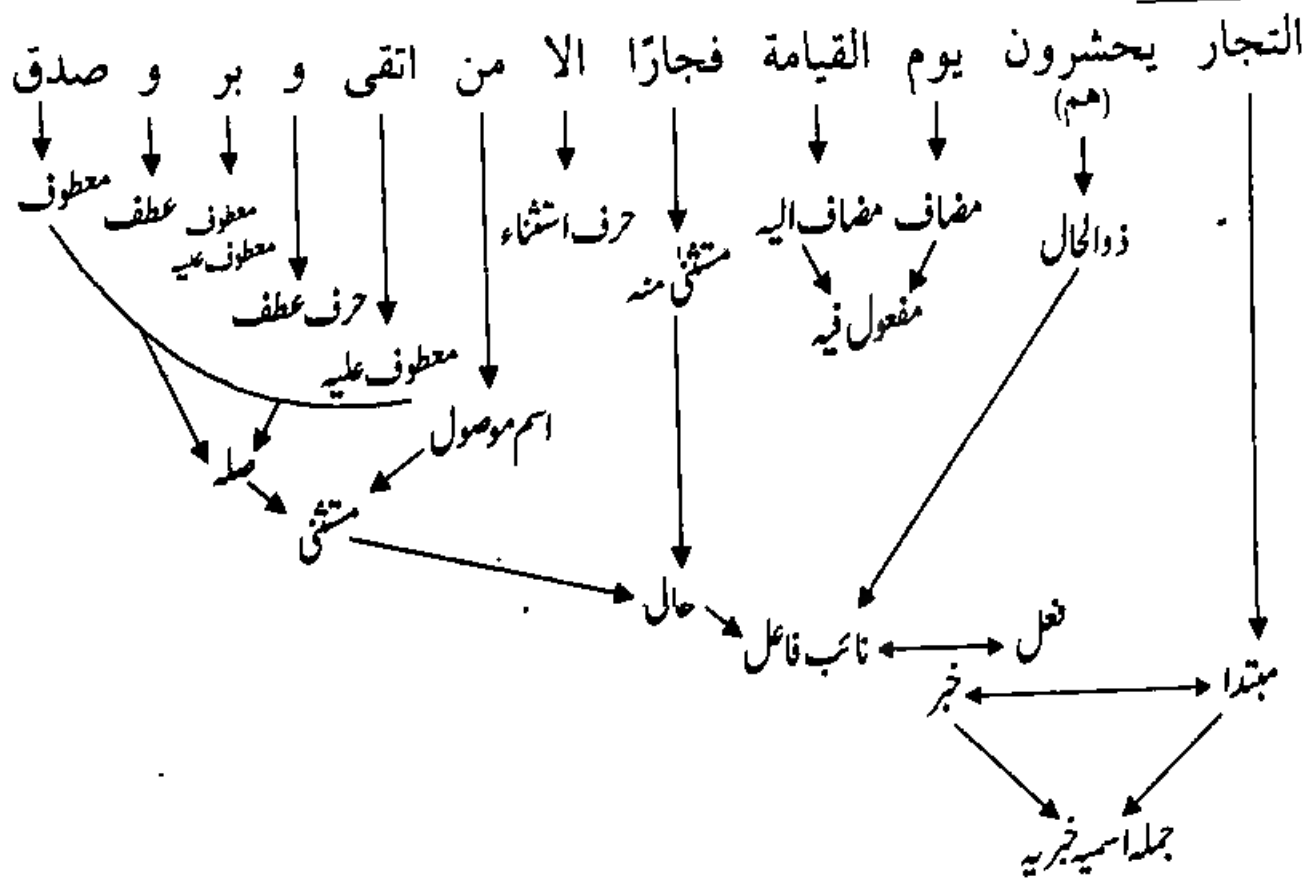 التجار يحشرون يوم القيامة فجارًا الا من اتقى و بر و صدق
(هم)
معطوف
عطف
معطوف
معطوف علیہ
حرف عطف
معطوف علیہ
اسم موصول
حرف استثناء
مستثنیٰ منہ
مضاف الیہ
مضاف
مفعول فیہ
ذوالحال
صلہ
مستثنیٰ
حال
نائب فاعل
فعل
خبر
مبتدا
جملہ اسمیہ خبریہ